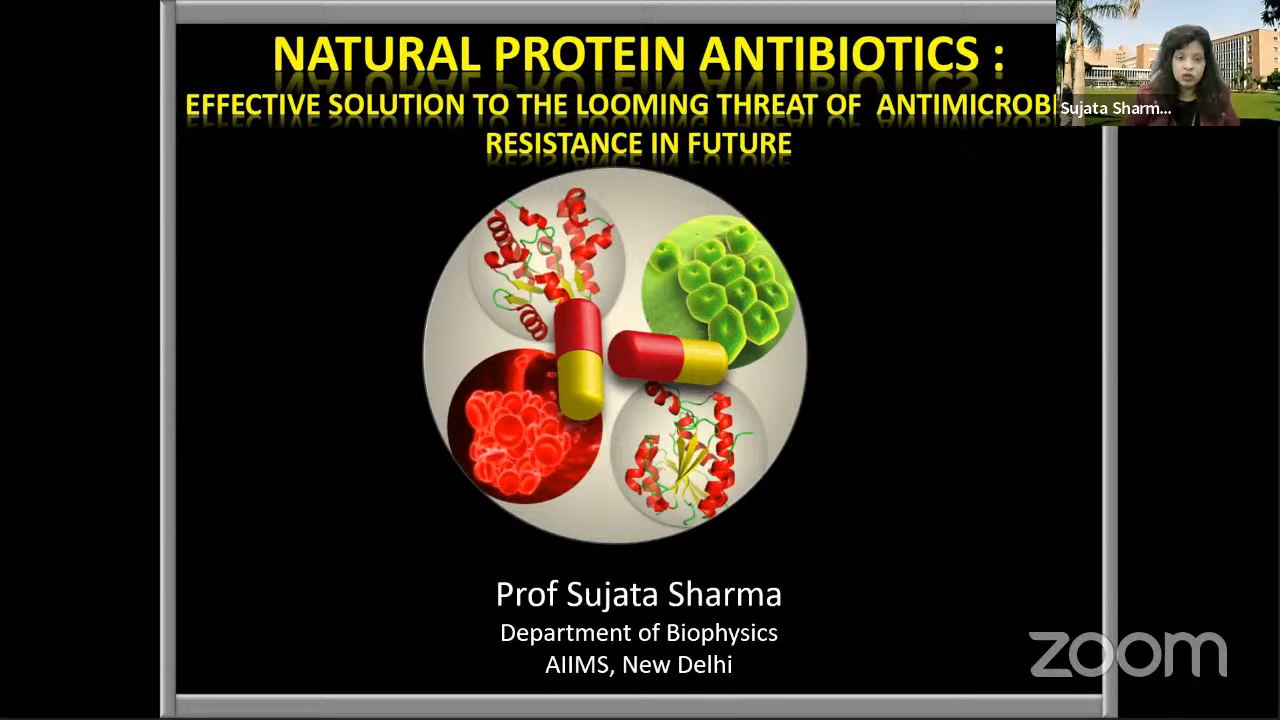 NATURAL PROTEIN ANTIBIOTICS :
EFFECTIVE SOLUTION TO THE LOOMING THREAT OF ANTIMICROBI
RESISTANCE IN FUTURE
Sujata Sharm...
Prof Sujata Sharma
Department of Biophysics
AIIMS, New Delhi
zoom